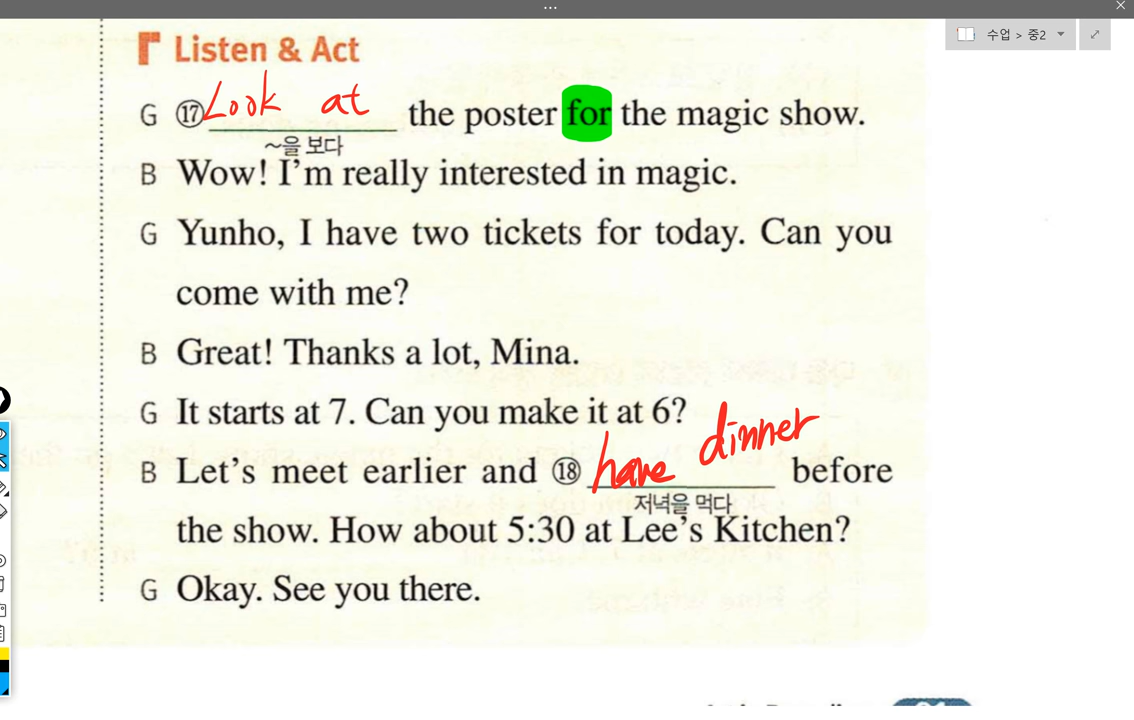 ...
수업 > 중2
Listen & Act
G ⑰ Look at the poster for the magic show.
~을 보다
B Wow! I'm really interested in magic.
G Yunho, I have two tickets for today. Can you
come with me?
B Great! Thanks a lot, Mina.
G It starts at 7. Can you make it at 6?
B Let's meet earlier and ⑱ have dinner before
저녁을 먹다
the show. How about 5:30 at Lee's Kitchen?
G Okay. See you there.